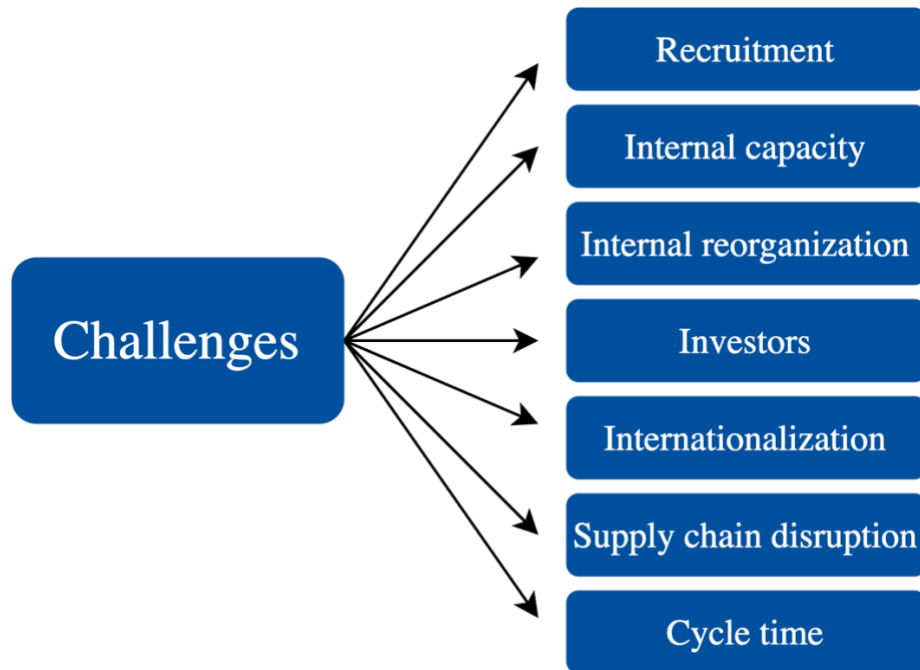 Challenges
Recruitment
Internal capacity
Internal reorganization
Investors
Internationalization
Supply chain disruption
Cycle time